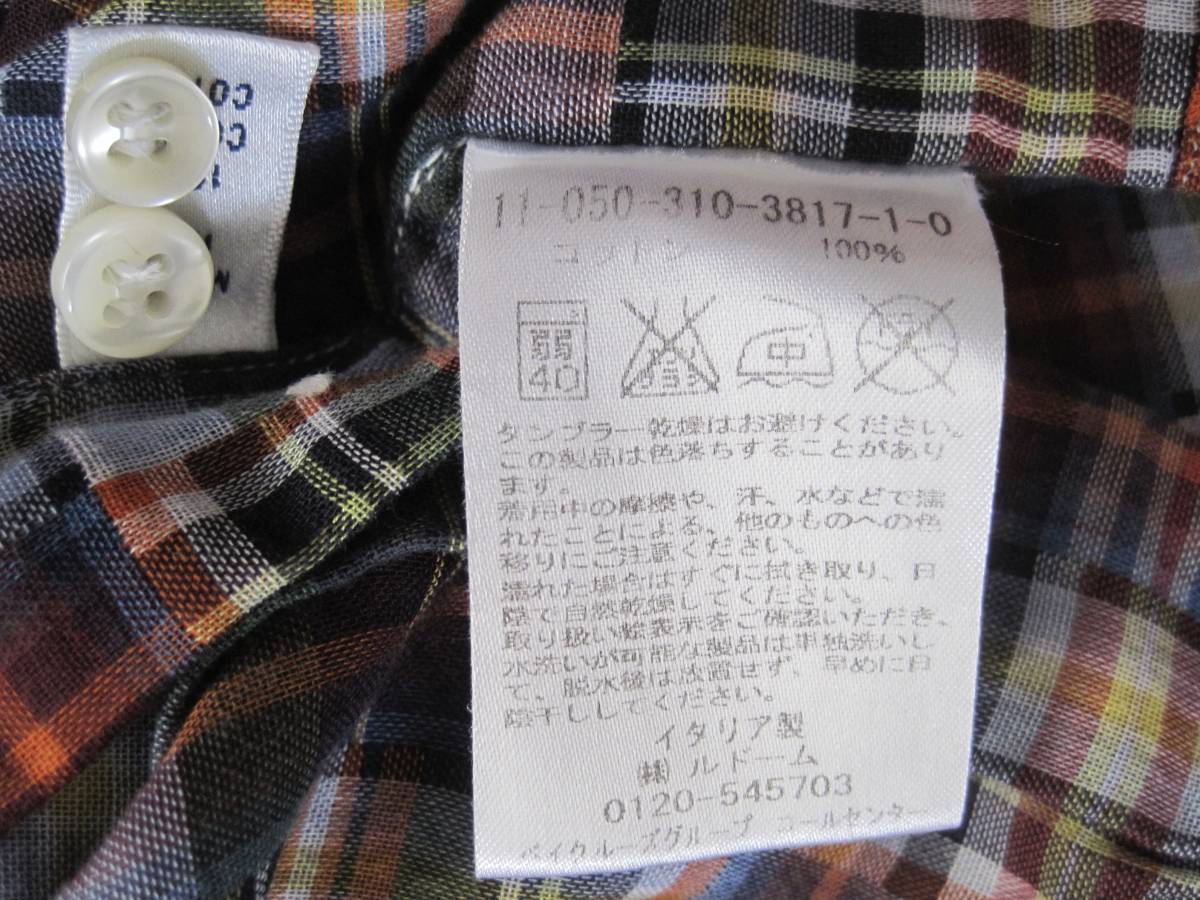 11-050-310-3817-1-0
コットン 100%
弱
40
エンソ
サラシ
中
タンブラー乾燥はお避けください。
この製品は色落ちすることがあり
ます。
着用中の摩擦や、汗、水などで濡
れたことによる、他のものへの色
移りにご注意ください。
濡れた場合はすぐに拭き取り、日
陰で自然乾燥してください。
取り扱い絵表示をご確認いただき、
水洗いが可能な製品は単独洗いし
て、脱水後は放置せず、早めに日
陰干ししてください。
イタリア製
㈱ ルドーム
0120-545703
ベイクルーズグループ コールセンター